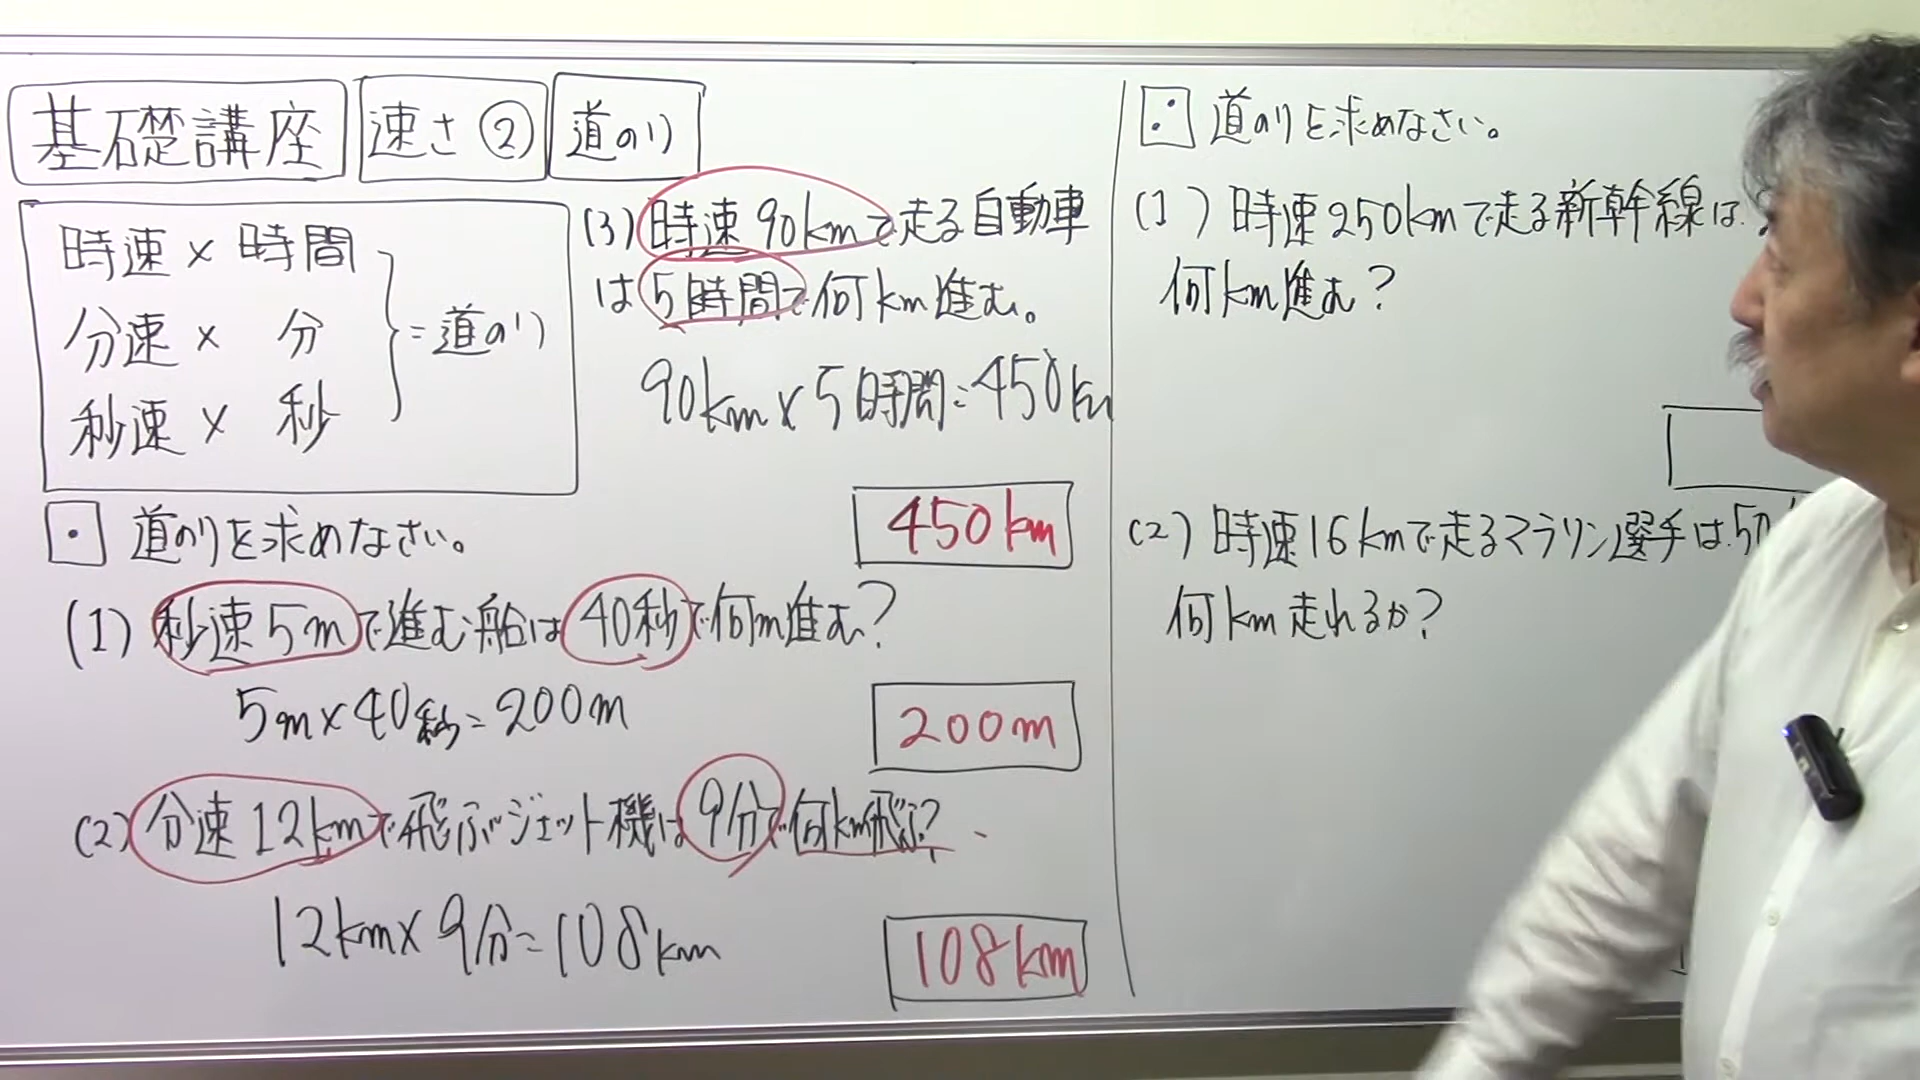 基礎講座 速さ② 道のり
時速 × 時間
分速 × 分
秒速 × 秒
= 道のり
道のりを求めなさい。
(1) 秒速5mで進む船は40秒で何m進む?
5m×40秒=200m
200m
(2) 分速12kmで飛ぶジェット機は9分で何km飛ぶ?
12km×9分=108km
108km
(3) 時速90kmで走る自動車
は5時間で何km進む。
90km×5時間=450km
450km
道のりを求めなさい。
(1) 時速250kmで走る新幹線は
何km進む?
(2) 時速16kmで走るマラソン選手は
何km走れるか?